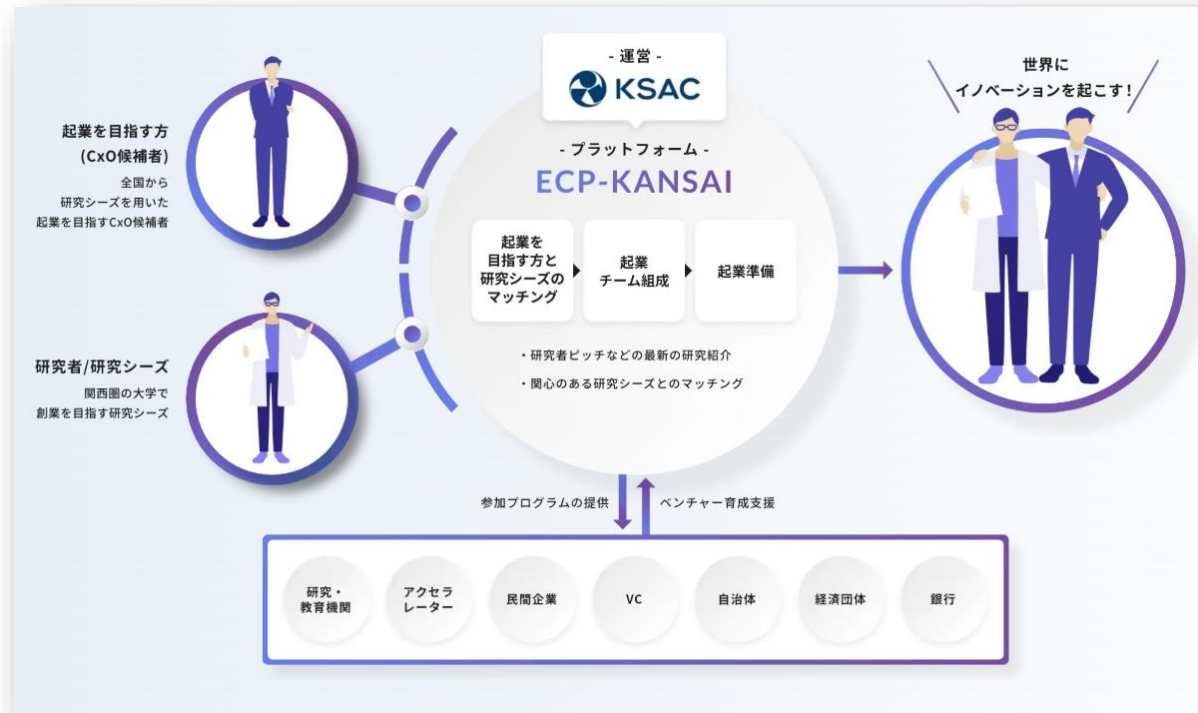 - 運営 -
KSAC
- プラットフォーム -
ECP-KANSAI
起業を
目指す方と
研究シーズの
マッチング
起業
チーム組成
起業準備
・研究者ピッチなどの最新の研究紹介
・関心のある研究シーズとのマッチング
起業を目指す方
(CxO候補者)
全国から
研究シーズを用いた
起業を目指すCxO候補者
研究者/研究シーズ
関西圏の大学で
創業を目指す研究シーズ
世界に
イノベーションを起こす!
参加プログラムの提供
ベンチャー育成支援
研究・
教育機関
アクセラ
レーター
民間企業
VC
自治体
経済団体
銀行